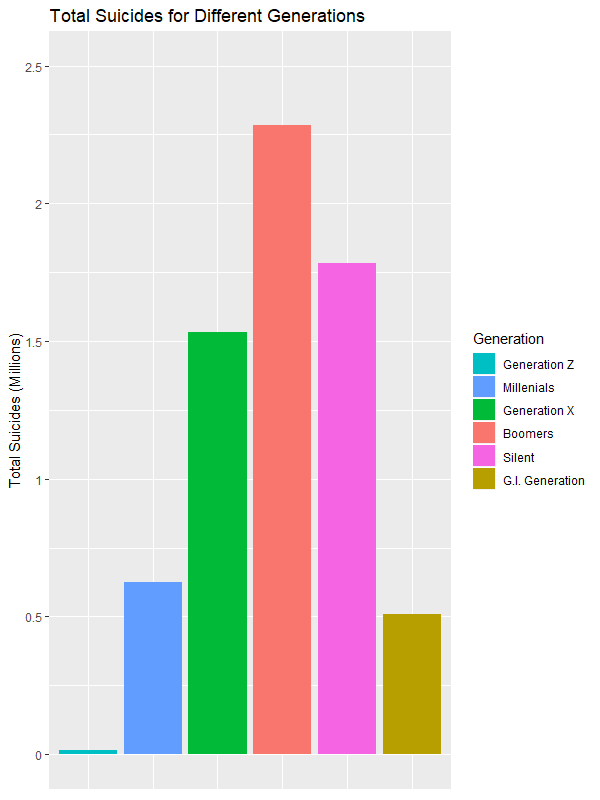 Total Suicides for Different Generations
2.5
2
1.5
1
0.5
0
Total Suicides (Millions)
Generation
Generation Z
Millenials
Generation X
Boomers
Silent
G.I. Generation